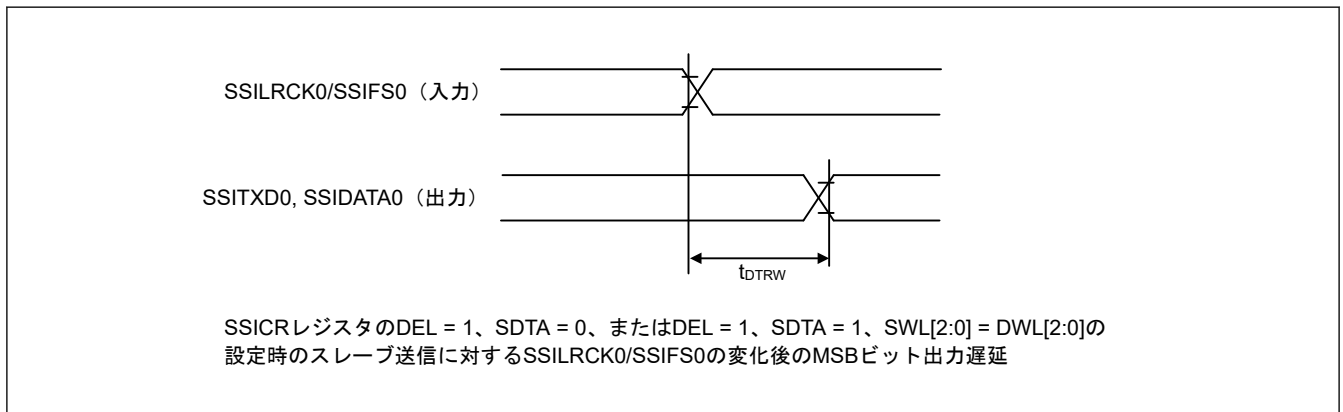 SSILRCK0/SSIFS0（入力）
SSITXD0, SSIDATA0（出力）
tDTRW
SSICRレジスタのDEL = 1、SDTA = 0、またはDEL = 1、SDTA = 1、SWL[2:0] = DWL[2:0]の
設定時のスレーブ送信に対するSSILRCK0/SSIFS0の変化後のMSBビット出力遅延